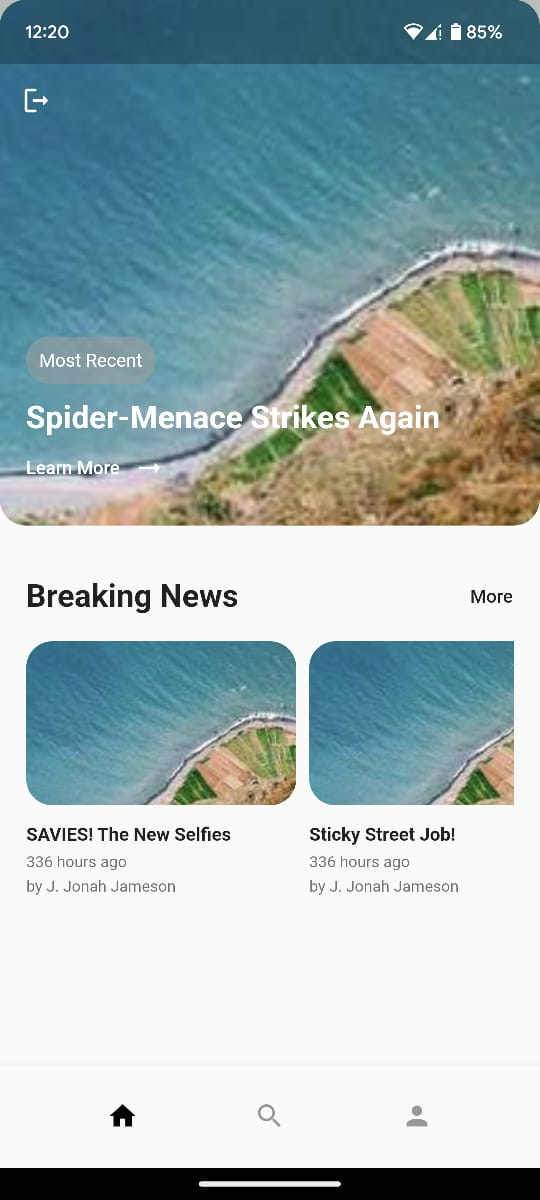 12:20 85%
Most Recent
Spider-Menace Strikes Again
Learn More
Breaking News More
SAVIES! The New Selfies
336 hours ago
by J. Jonah Jameson
Sticky Street Job!
336 hours ago
by J. Jonah Jameson